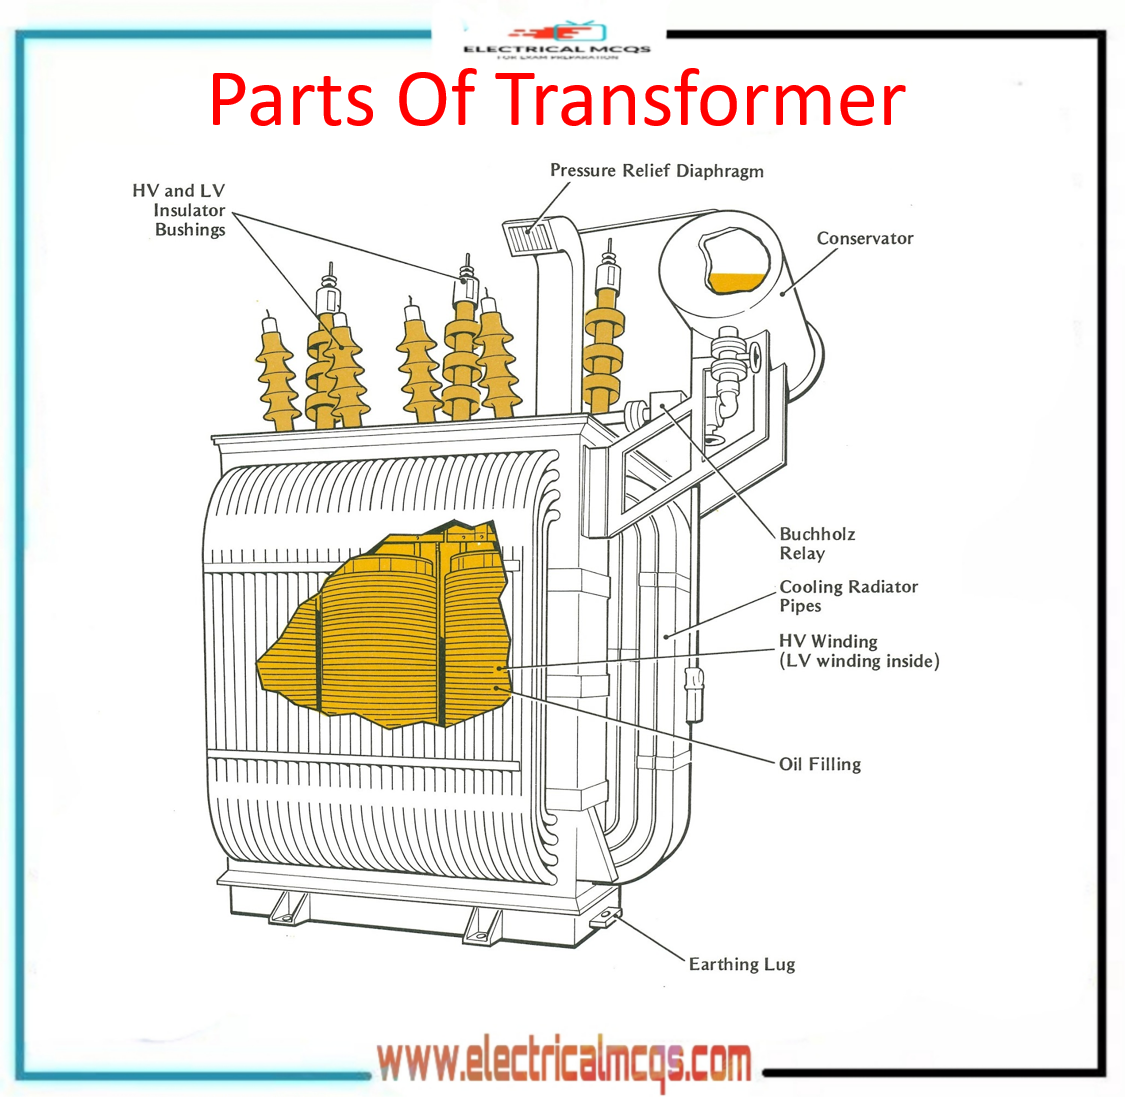 ELECTRICAL MCQS
FOR EXAM PREPARATION
Parts Of Transformer
Pressure Relief Diaphragm
HV and LV
Insulator
Bushings
Conservator
Buchholz
Relay
Cooling Radiator
Pipes
HV Winding
(LV winding inside)
Oil Filling
Earthing Lug
www.electricalmcqs.com